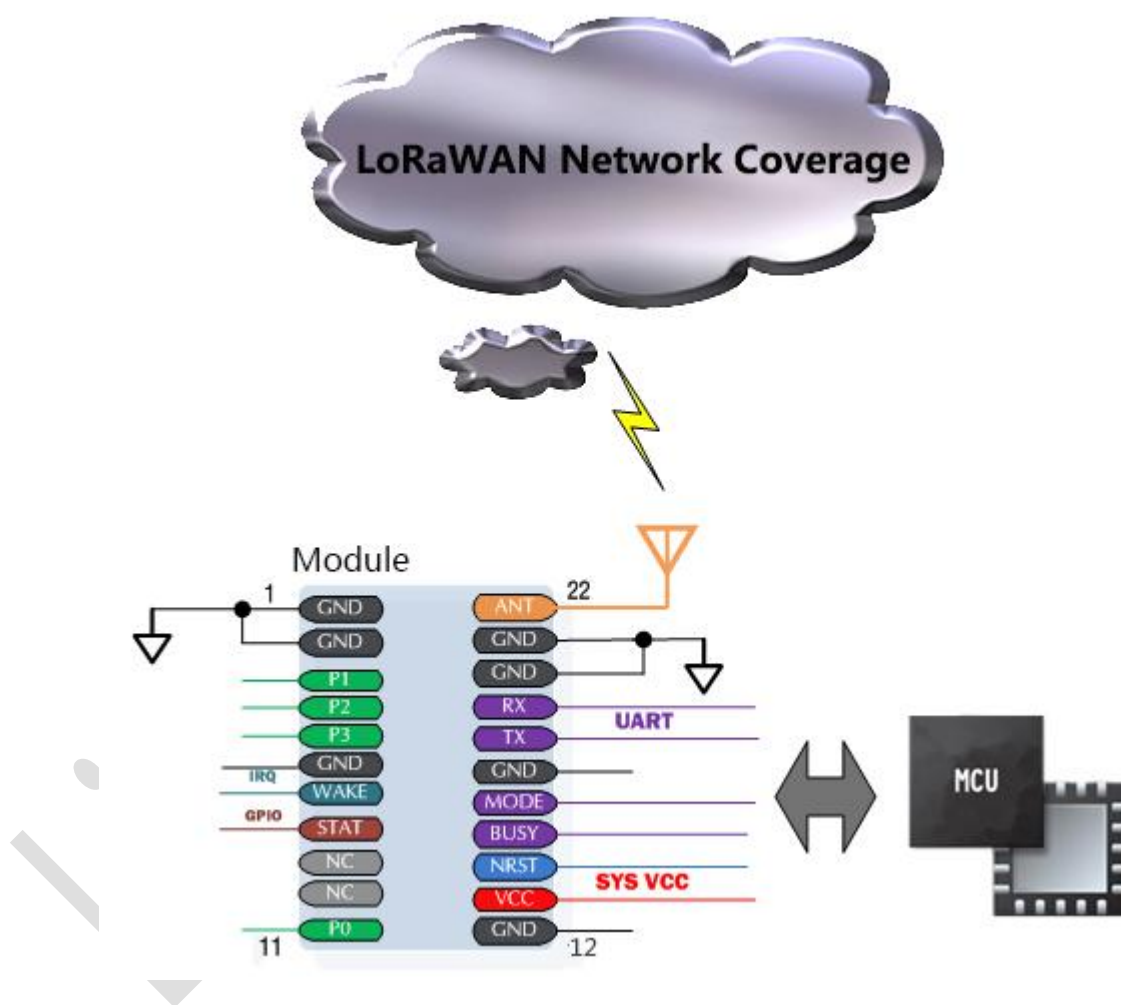 LoRaWAN Network Coverage
Module
1
22
GND
ANT
GND
GND
GND
P1
RX
P2
UART
P3
TX
GND
GND
IRQ
WAKE
MODE
GPIO
STAT
BUSY
NC
NRST
SYS VCC
NC
VCC
P0
GND
11
12
MCU